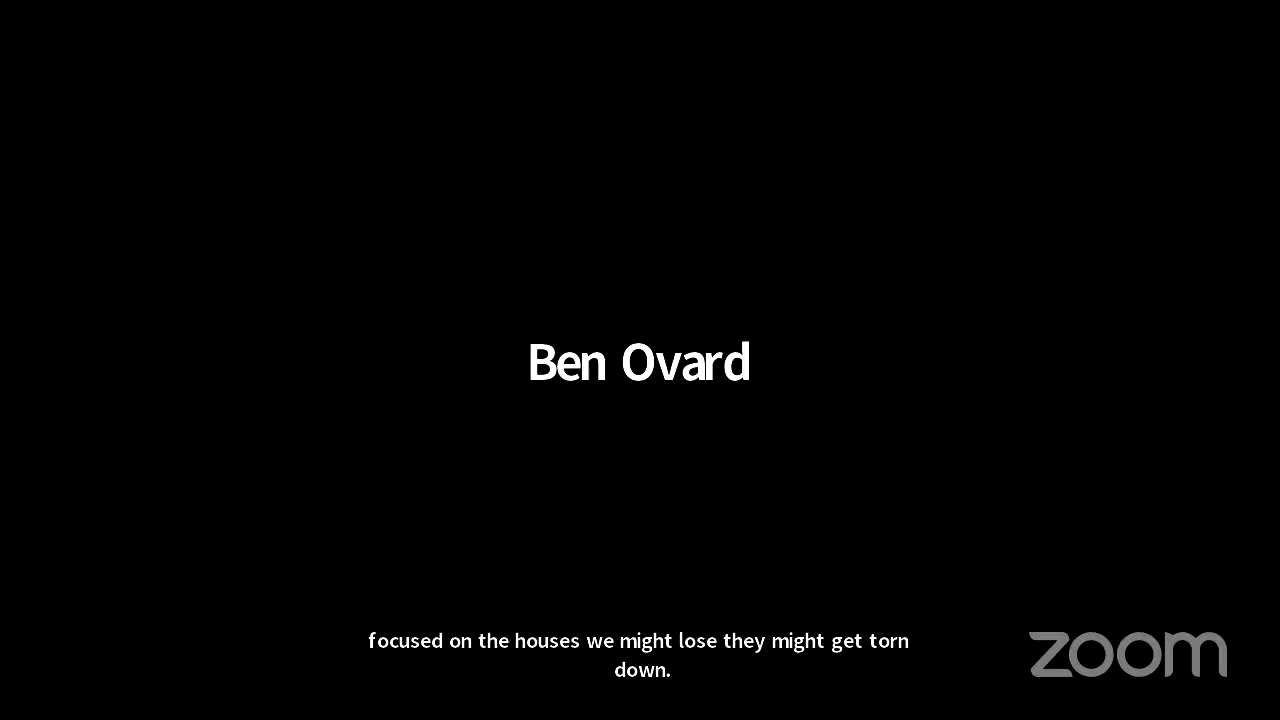 Ben Ovard
focused on the houses we might lose they might get torn
down.
zoom